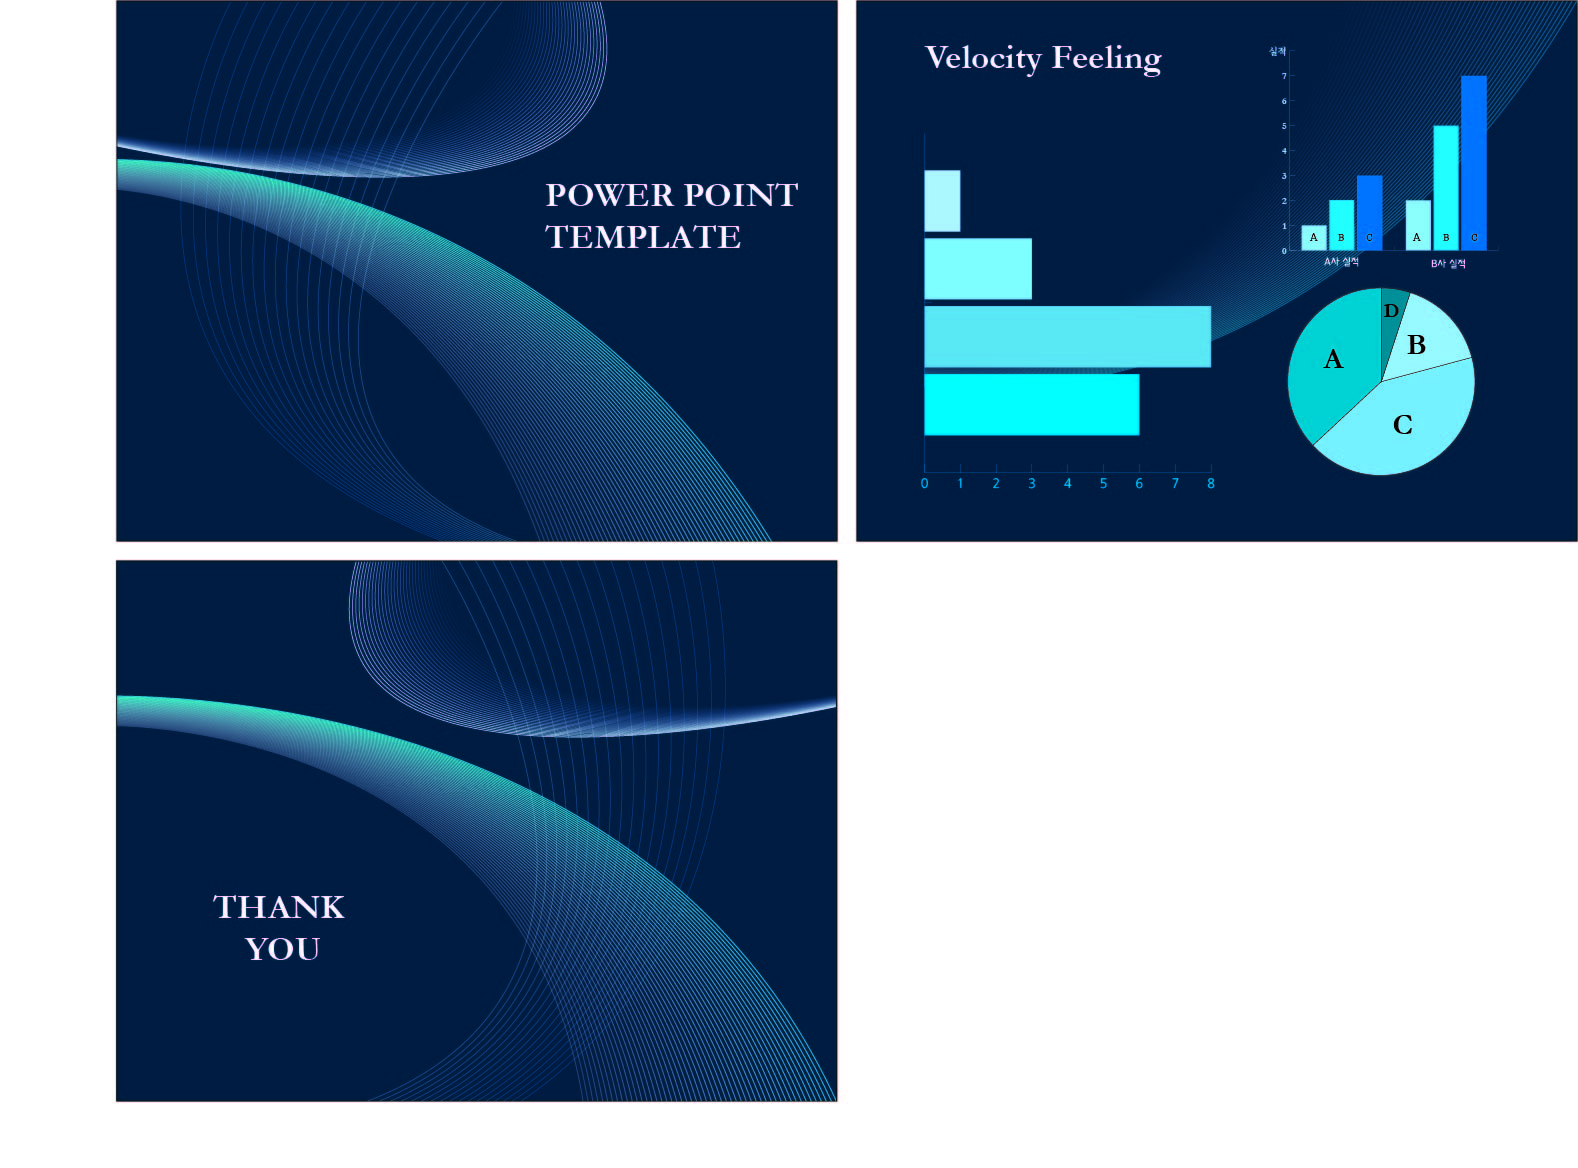 POWER POINT
TEMPLATE
Velocity Feeling
실적
7
6
5
4
3
2
1
0
A B C A B C
A사 실적 B사 실적
D
B
A
C
0 1 2 3 4 5 6 7 8
THANK
YOU